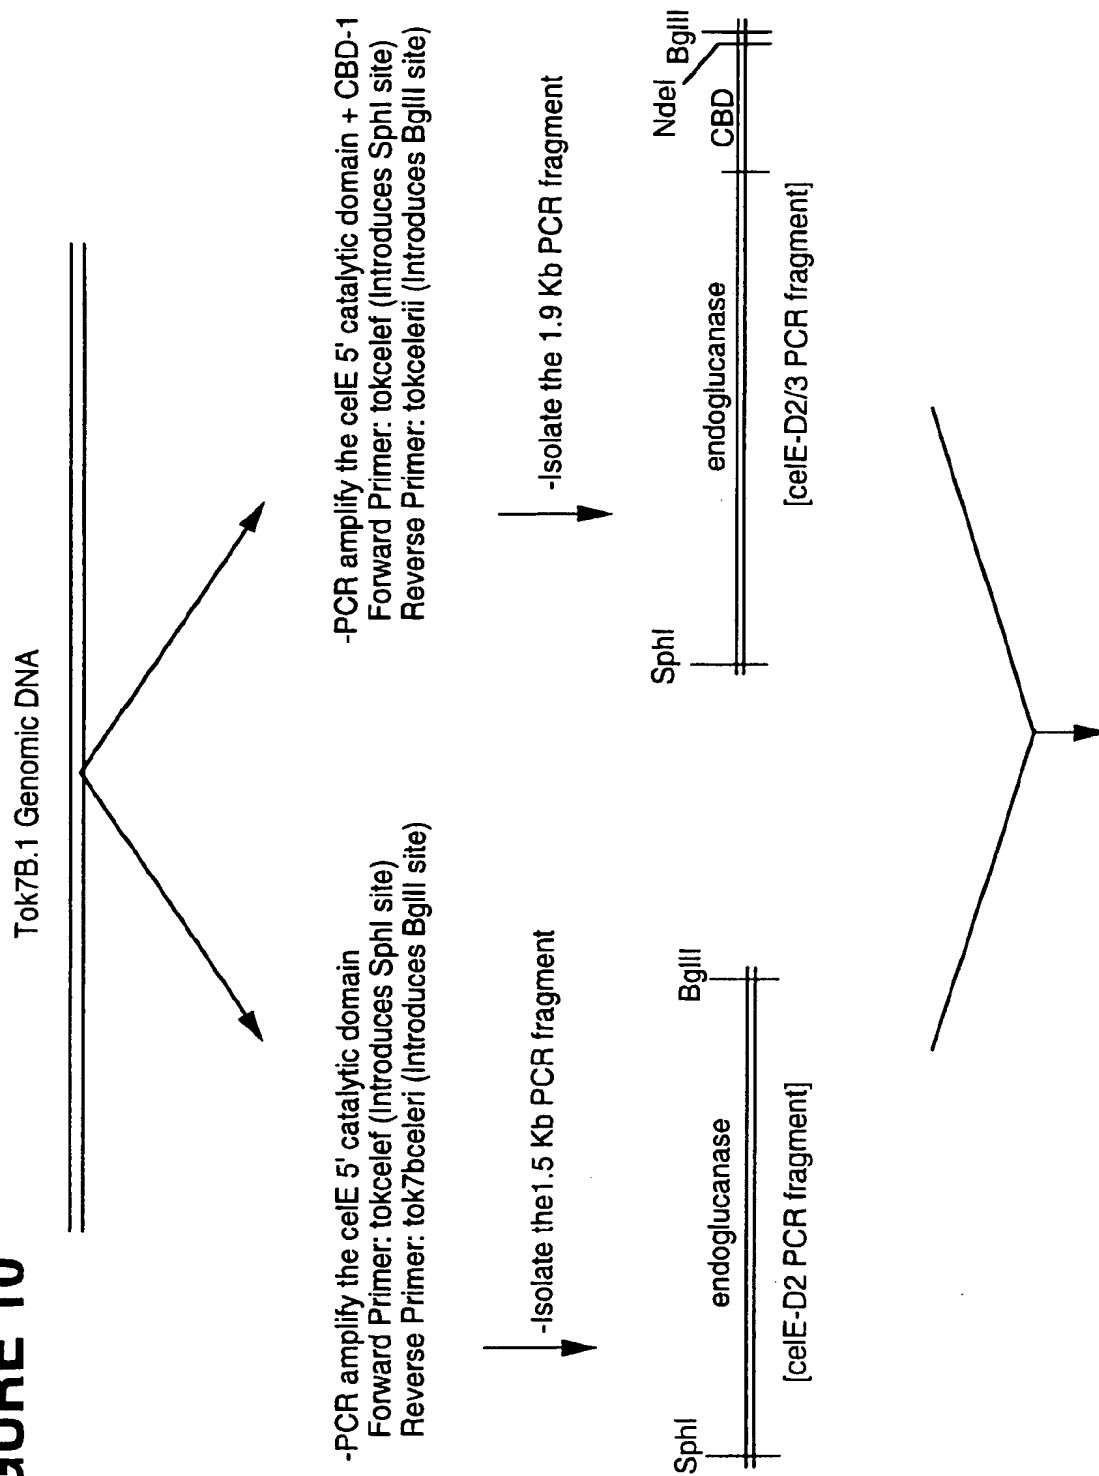 GURE 10
Tok7B.1 Genomic DNA
-PCR amplify the celE 5' catalytic domain
Forward Primer: tokcelef (Introduces SphI site)
Reverse Primer: tok7bceleri (Introduces BglII site)
-Isolate the1.5 Kb PCR fragment
SphI
BglII
endoglucanase
[celE-D2 PCR fragment]
-PCR amplify the celE 5' catalytic domain + CBD-1
Forward Primer: tokcelef (Introduces SphI site)
Reverse Primer: tokcelerii (Introduces BglII site)
-Isolate the 1.9 Kb PCR fragment
SphI
NdeI
BglII
endoglucanase
CBD
[celE-D2/3 PCR fragment]